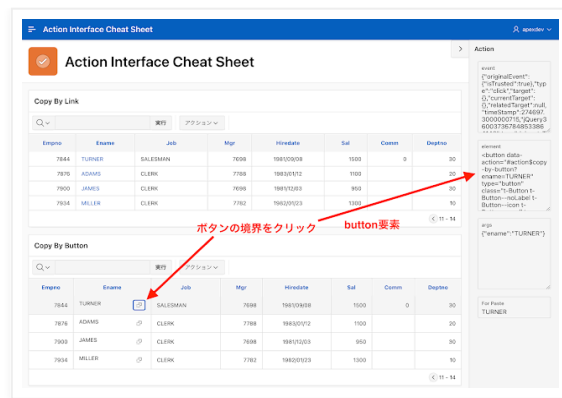 Action Interface Cheat Sheet
apexdev
Action Interface Cheat Sheet
Action
Copy By Link
実行 アクション
Empno Ename Job Mgr Hiredate Sal Comm Deptno
7844 TURNER SALESMAN 7698 1981/09/08 1500 0 30
7876 ADAMS CLERK 7788 1983/01/12 1100 20
7900 JAMES CLERK 7698 1981/12/03 950 30
7934 MILLER CLERK 7782 1982/01/23 1300 10
11 - 14
ボタンの境界をクリック
button要素
Copy By Button
実行 アクション
Empno Ename Job Mgr Hiredate Sal Comm Deptno
7844 TURNER SALESMAN 7698 1981/09/08 1500 0 30
7876 ADAMS CLERK 7788 1983/01/12 1100 20
7900 JAMES CLERK 7698 1981/12/03 950 30
7934 MILLER CLERK 7782 1982/01/23 1300 10
11 - 14
event
{"originalEvent":
{"isTrusted":true},"typ
e":"click","target":
{},"currentTarget":
{},"relatedTarget":null,
"timeStamp":274697.
3000000715,"jQuery3
element
<button data-
action="#action$copy
-by-button?
ename=TURNER"
type="button"
class="t-Button t-
Button--noLabel t-
Button--icon t-
args
{"ename":"TURNER"}
For Paste
TURNER